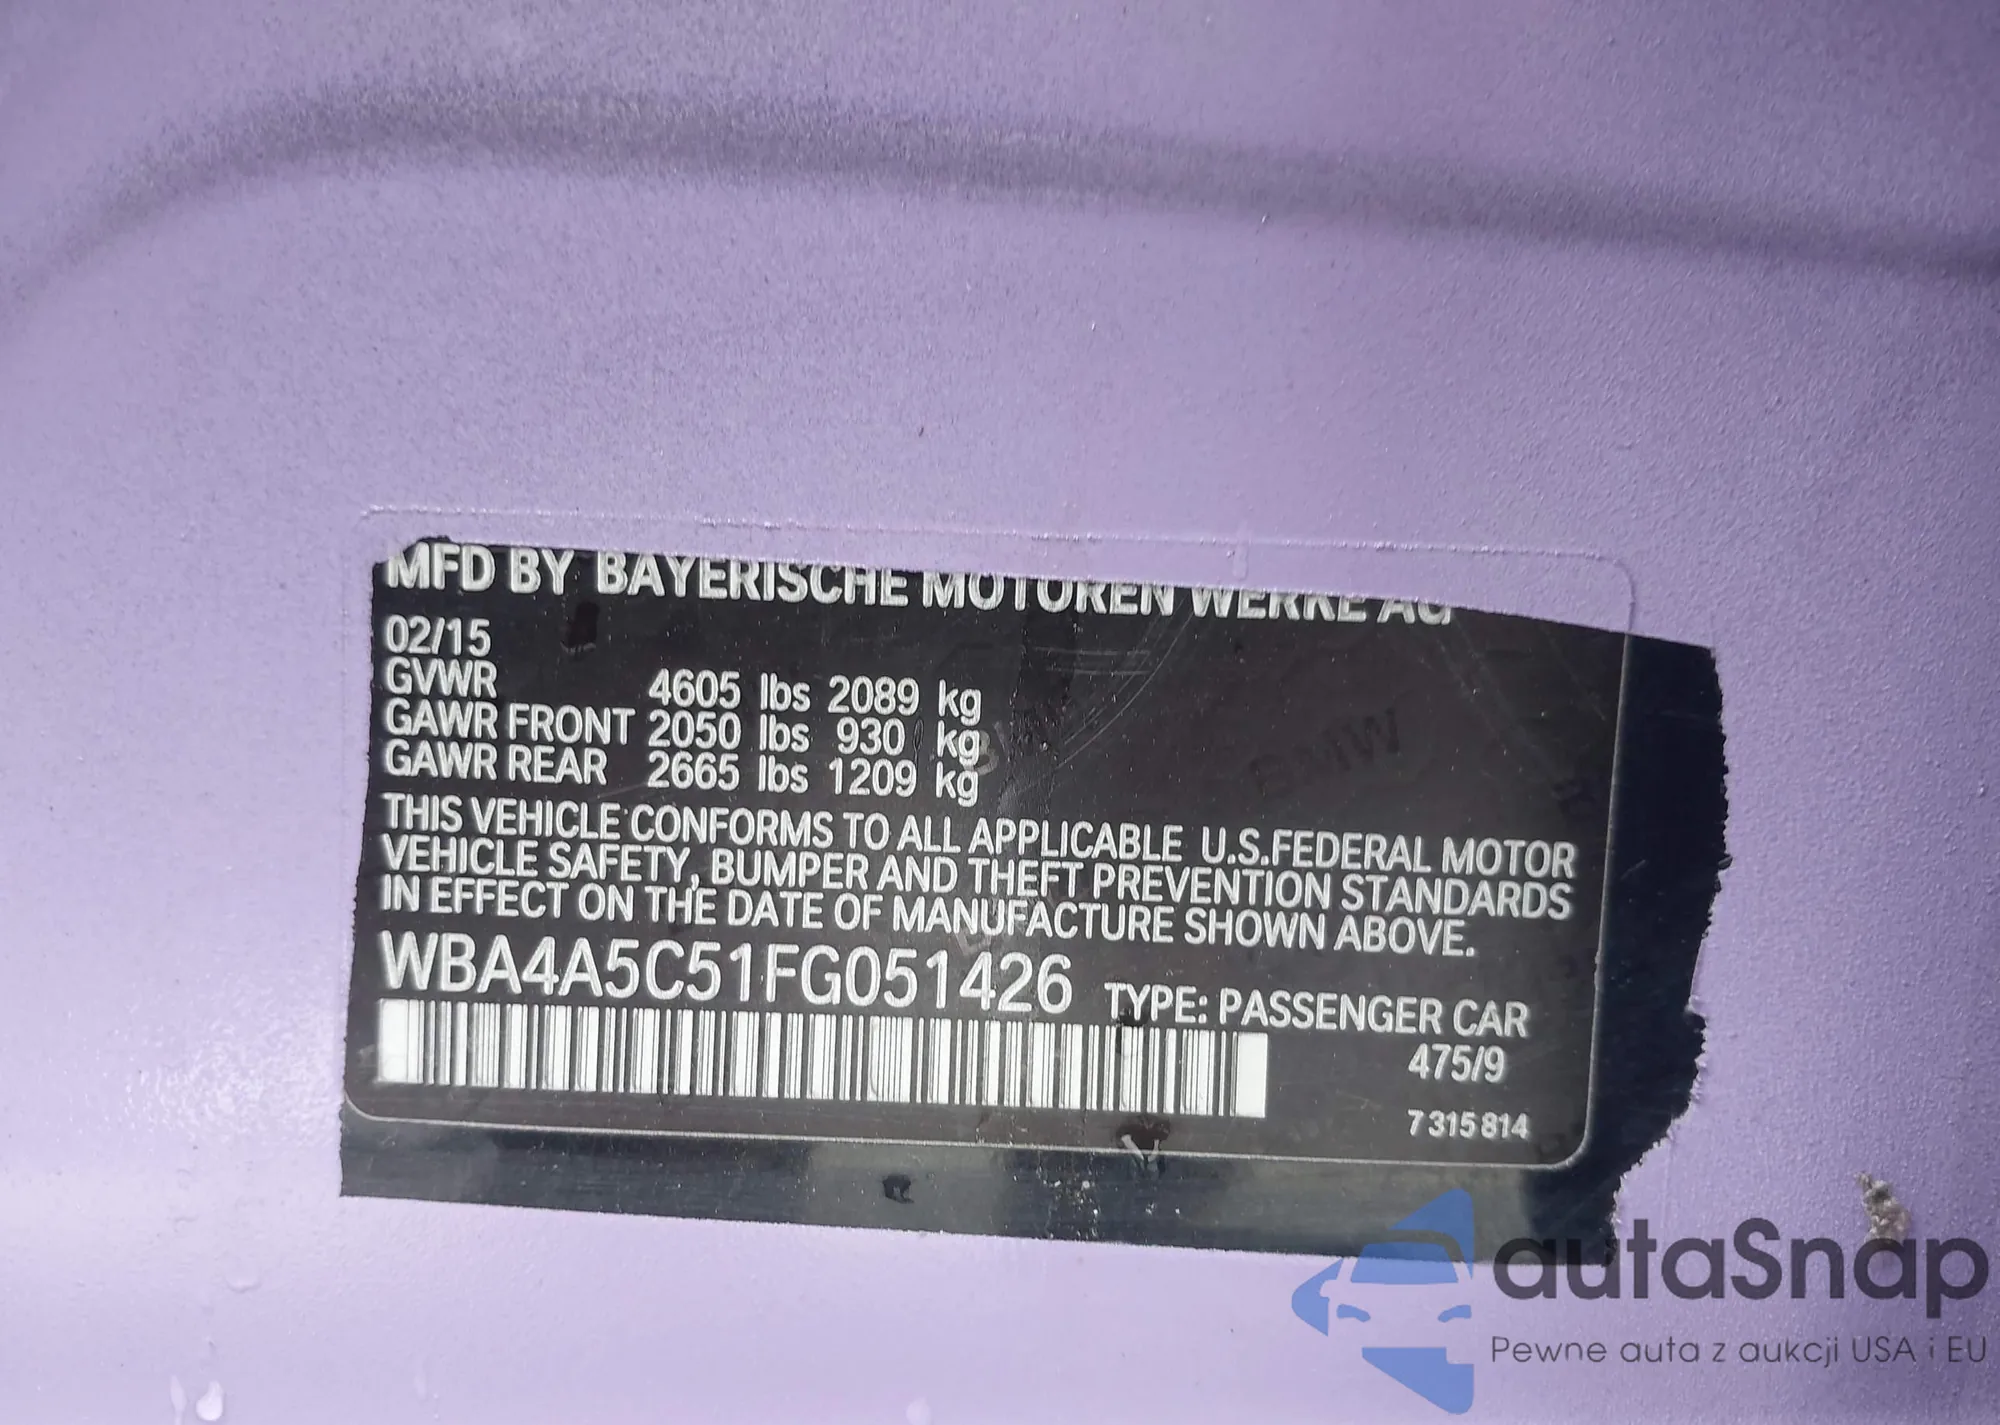 MFD BY BAYERISCHE MOTOREN WERKE AG
02/15
GVWR 4605 lbs 2089 kg
GAWR FRONT 2050 lbs 930 kg
GAWR REAR 2665 lbs 1209 kg
THIS VEHICLE CONFORMS TO ALL APPLICABLE U.S.FEDERAL MOTOR
VEHICLE SAFETY, BUMPER AND THEFT PREVENTION STANDARDS
IN EFFECT ON THE DATE OF MANUFACTURE SHOWN ABOVE.
WBA4A5C51FG051426 TYPE: PASSENGER CAR
475/9
7 315 814
BMW
autaSnap
Pewne auta z aukcji USA i EU